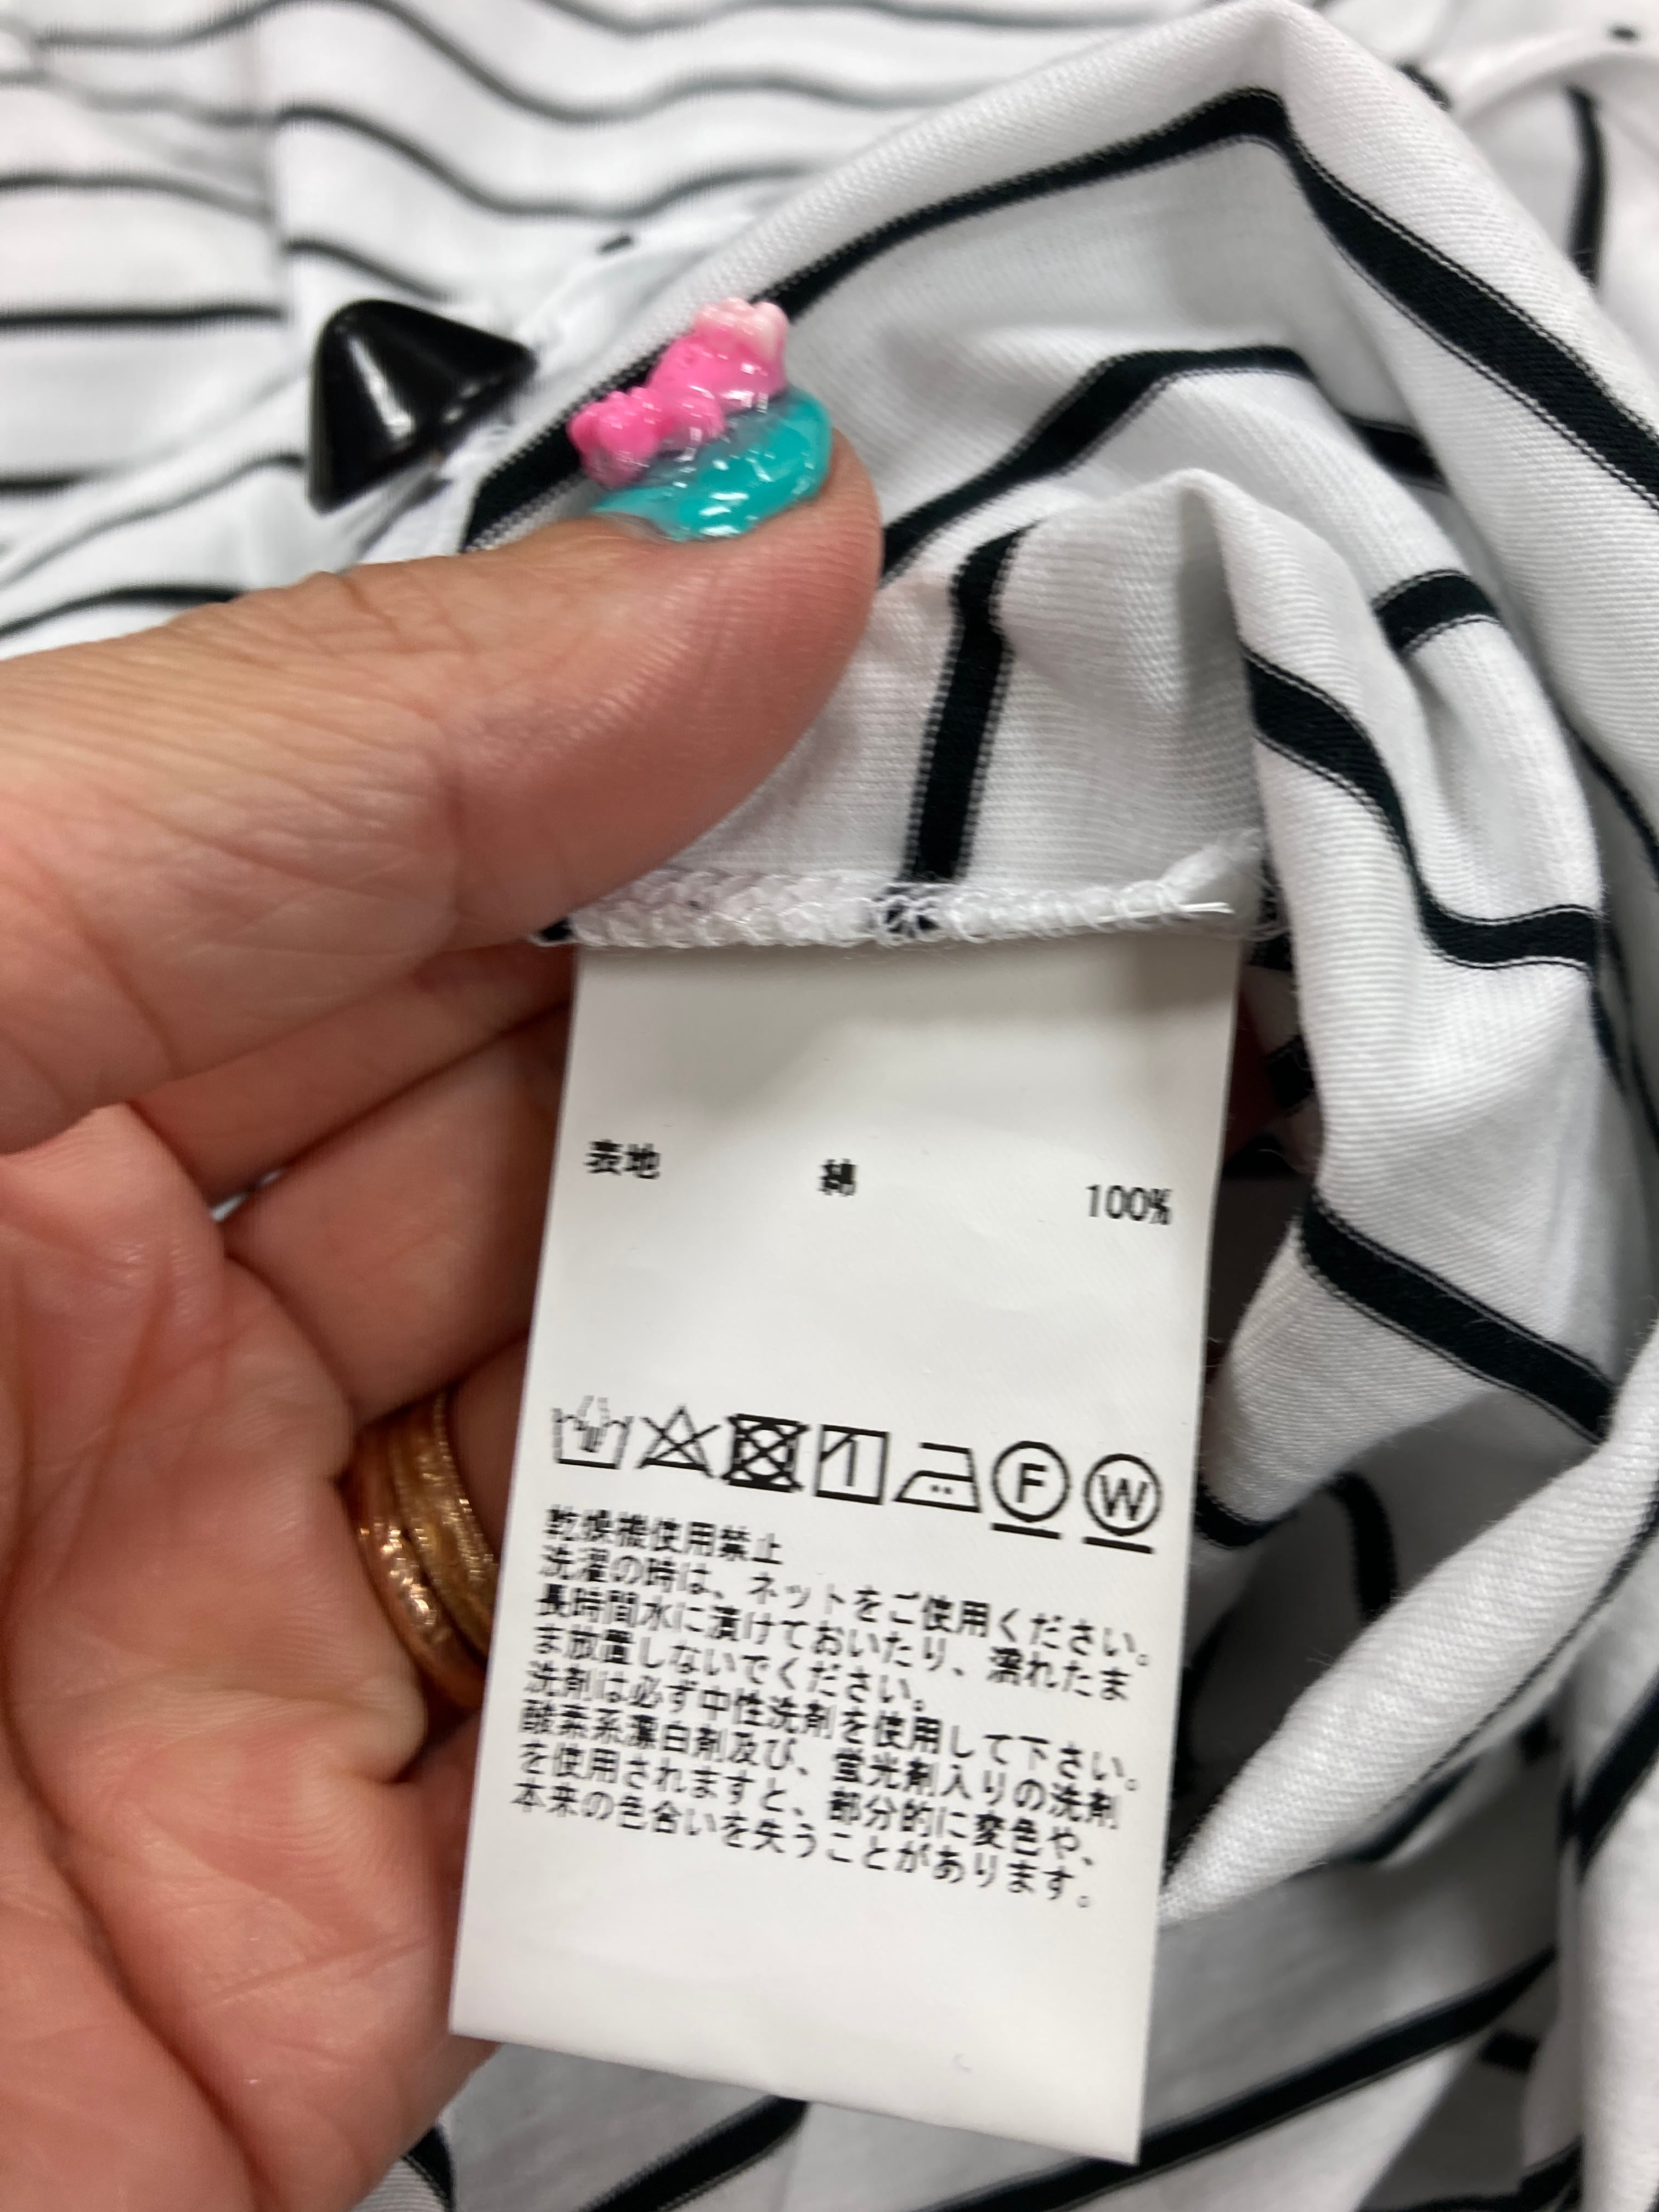 表地 綿 100%
F W
乾燥機使用禁止
洗濯の時は、ネットをご使用ください。
長時間水に漬けておいたり、濡れたま
ま放置しないでください。
洗剤は必ず中性洗剤を使用して下さい。
酸素系漂白剤及び、蛍光剤入りの洗剤
を使用されますと、部分的に変色や、
本来の色合いを失うことがあります。